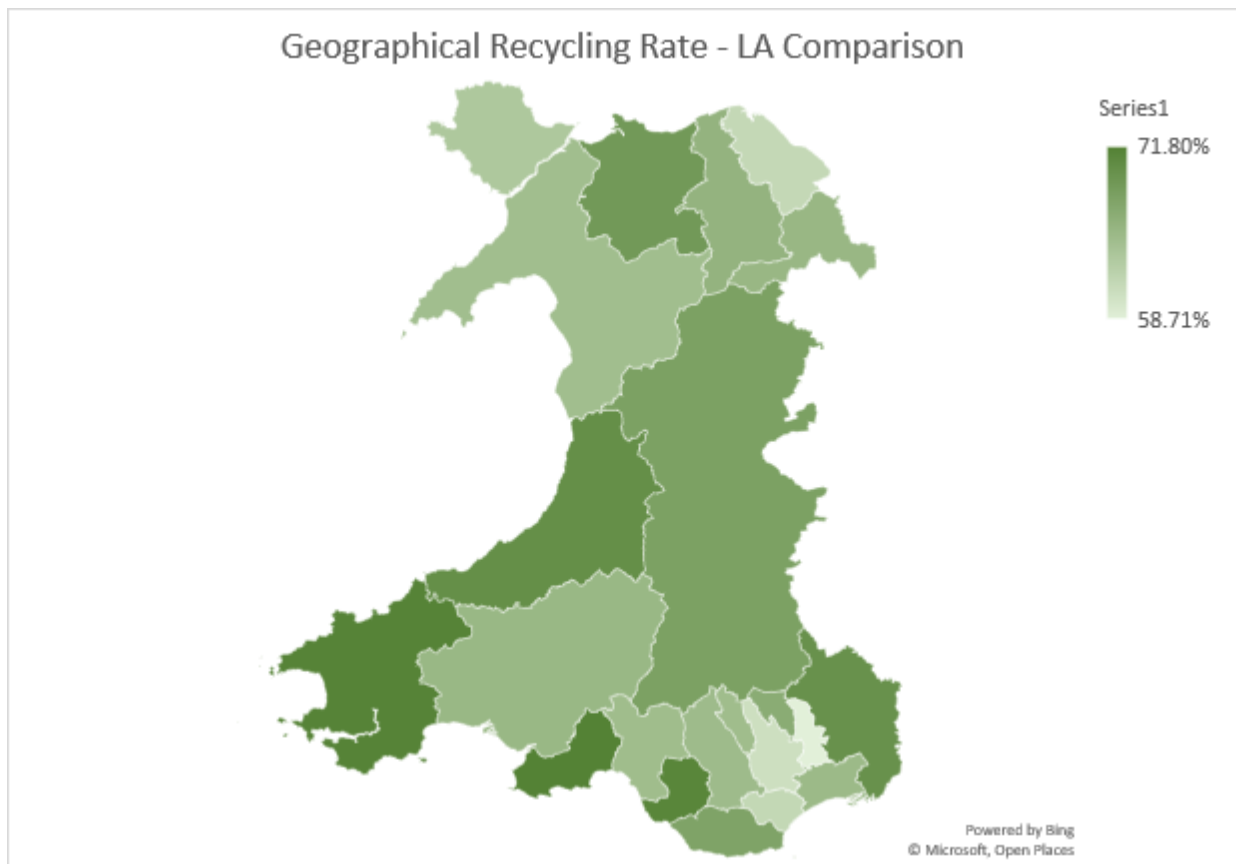 Geographical Recycling Rate - LA Comparison
Series1
71.80%
58.71%
Powered by Bing
© Microsoft, Open Places